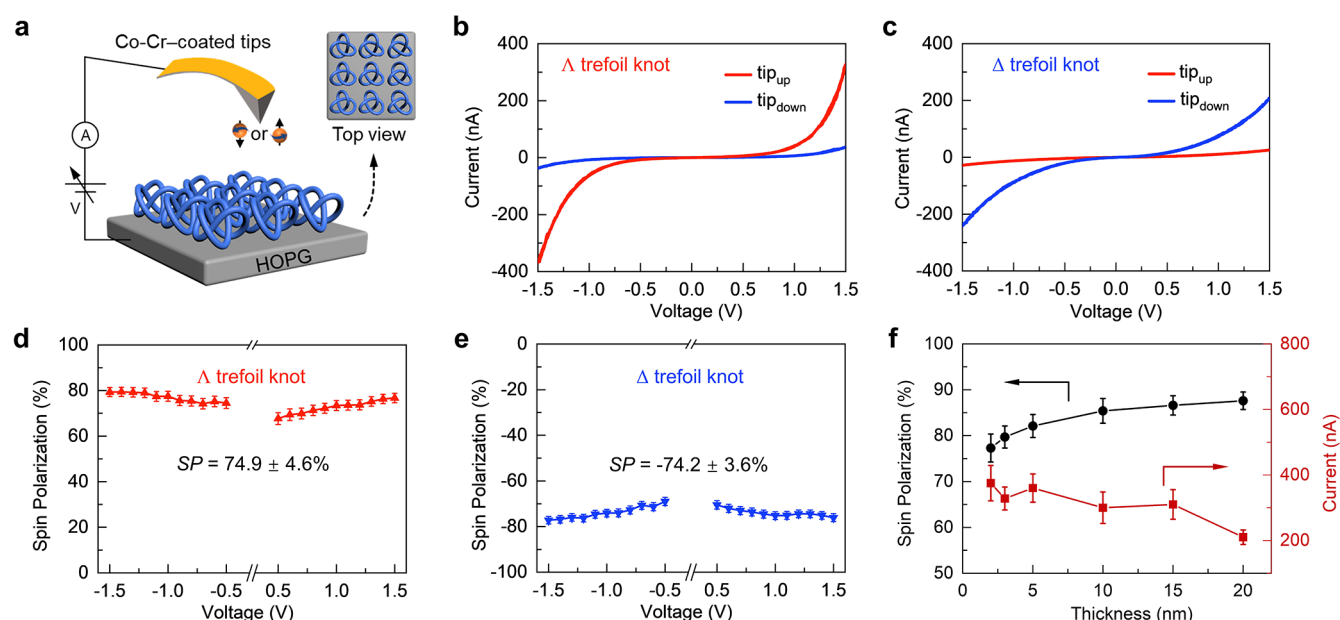 a
Co-Cr–coated tips
or
Top view
A
V
HOPG
b
400
200
0
-200
-400
Current (nA)
Λ trefoil knot
tip_up
tip_down
-1.5 -1.0 -0.5 0.0 0.5 1.0 1.5
Voltage (V)
c
400
200
0
-200
-400
Current (nA)
Δ trefoil knot
tip_up
tip_down
-1.5 -1.0 -0.5 0.0 0.5 1.0 1.5
Voltage (V)
d
100
80
60
40
20
0
Spin Polarization (%)
Λ trefoil knot
SP = 74.9 ± 4.6%
-1.5 -1.0 -0.5 0.5 1.0 1.5
Voltage (V)
e
0
-20
-40
-60
-80
-100
Spin Polarization (%)
Δ trefoil knot
SP = -74.2 ± 3.6%
-1.5 -1.0 -0.5 0.5 1.0 1.5
Voltage (V)
f
100
90
80
70
60
50
Spin Polarization (%)
800
600
400
200
Current (nA)
0 5 10 15 20
Thickness (nm)